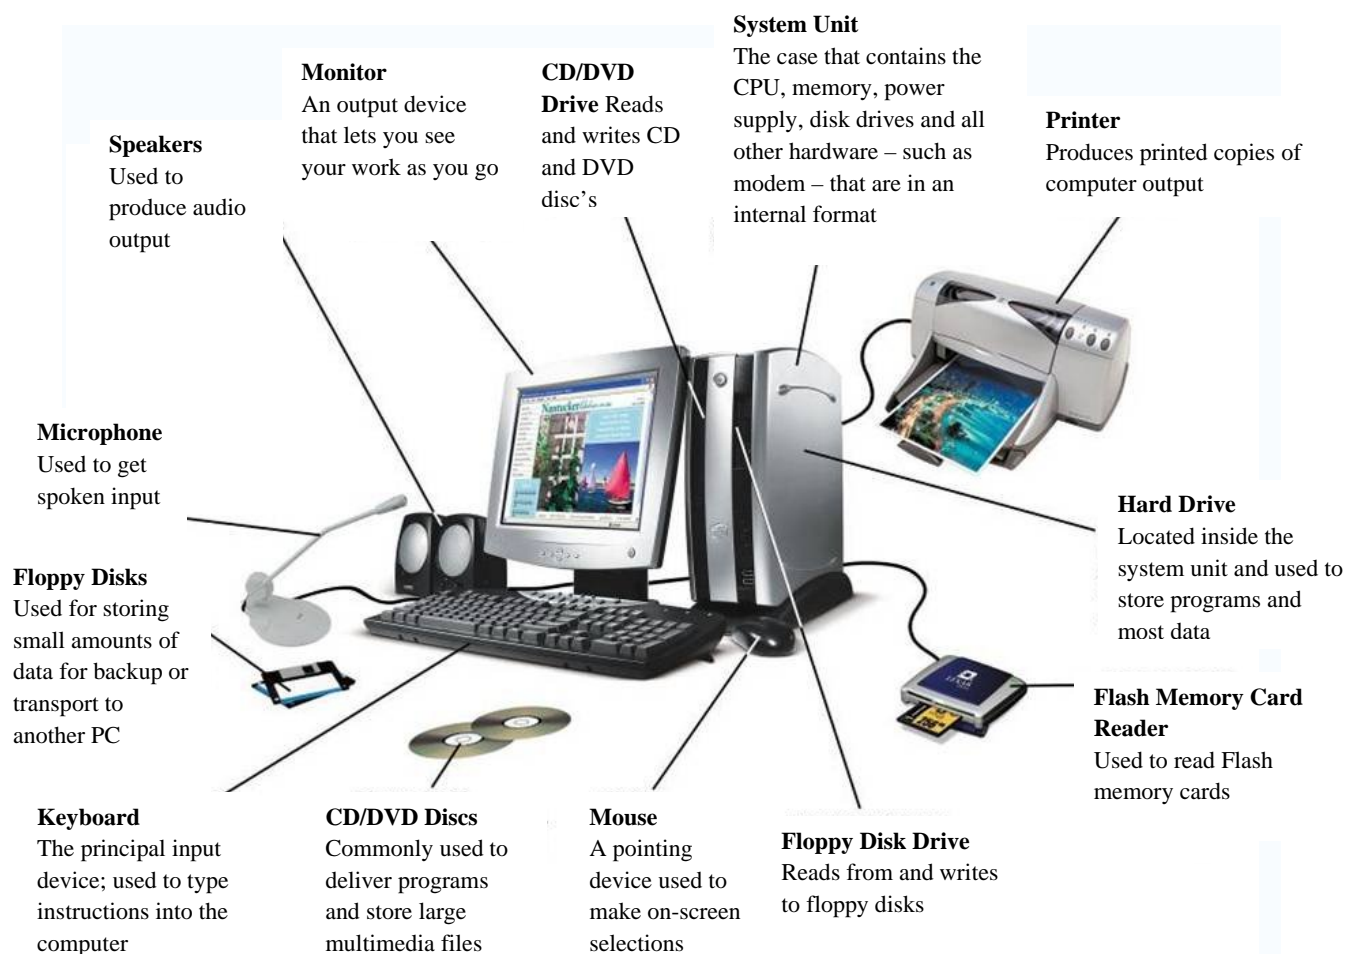 System Unit
The case that contains the
CPU, memory, power
supply, disk drives and all
other hardware – such as
modem – that are in an
internal format
Monitor
An output device
that lets you see
your work as you go
CD/DVD
Drive Reads
and writes CD
and DVD
disc's
Printer
Produces printed copies of
computer output
Speakers
Used to
produce audio
output
Microphone
Used to get
spoken input
Nantucket
Hard Drive
Located inside the
system unit and used to
store programs and
most data
Floppy Disks
Used for storing
small amounts of
data for backup or
transport to
another PC
LEXAR
Flash Memory Card
Reader
Used to read Flash
memory cards
Keyboard
The principal input
device; used to type
instructions into the
computer
CD/DVD Discs
Commonly used to
deliver programs
and store large
multimedia files
Mouse
A pointing
device used to
make on-screen
selections
Floppy Disk Drive
Reads from and writes
to floppy disks